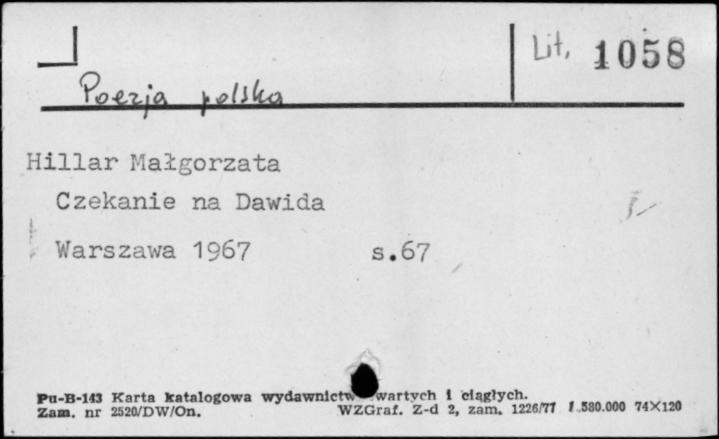 Lit. 1058
Poezja polska
Hillar Małgorzata
Czekanie na Dawida
Warszawa 1967 s.67
Pu-B-143 Karta katalogowa wydawnictw zwartych i ciągłych.
Zam. nr 2520/DW/On. WZGraf. Z-d 2, zam. 1226/77 1.580.000 74×120